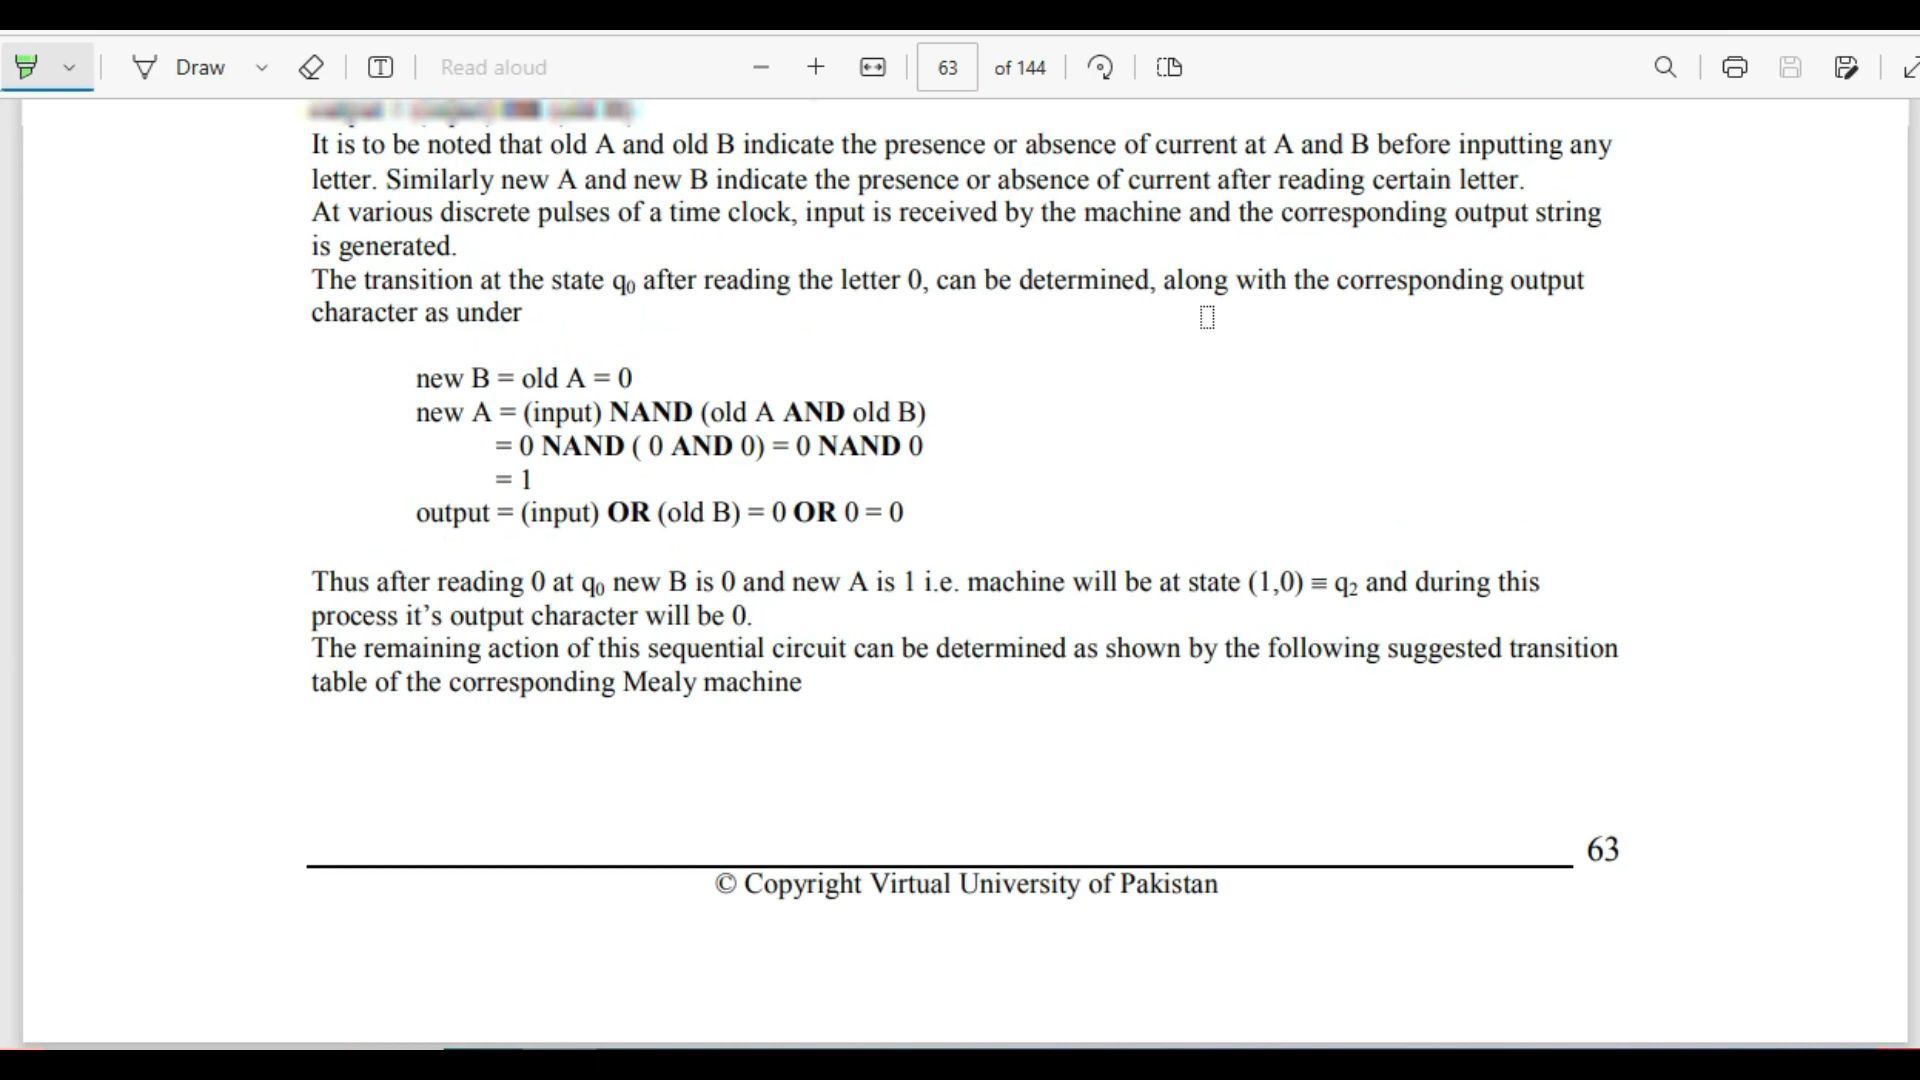 Draw
Read aloud
63
of 144
It is to be noted that old A and old B indicate the presence or absence of current at A and B before inputting any
letter. Similarly new A and new B indicate the presence or absence of current after reading certain letter.
At various discrete pulses of a time clock, input is received by the machine and the corresponding output string
is generated.
The transition at the state q₀ after reading the letter 0, can be determined, along with the corresponding output
character as under
new B = old A = 0
new A = (input) NAND (old A AND old B)
= 0 NAND ( 0 AND 0) = 0 NAND 0
= 1
output = (input) OR (old B) = 0 OR 0 = 0
Thus after reading 0 at q₀ new B is 0 and new A is 1 i.e. machine will be at state (1,0) ≡ q₂ and during this
process it’s output character will be 0.
The remaining action of this sequential circuit can be determined as shown by the following suggested transition
table of the corresponding Mealy machine
63
© Copyright Virtual University of Pakistan